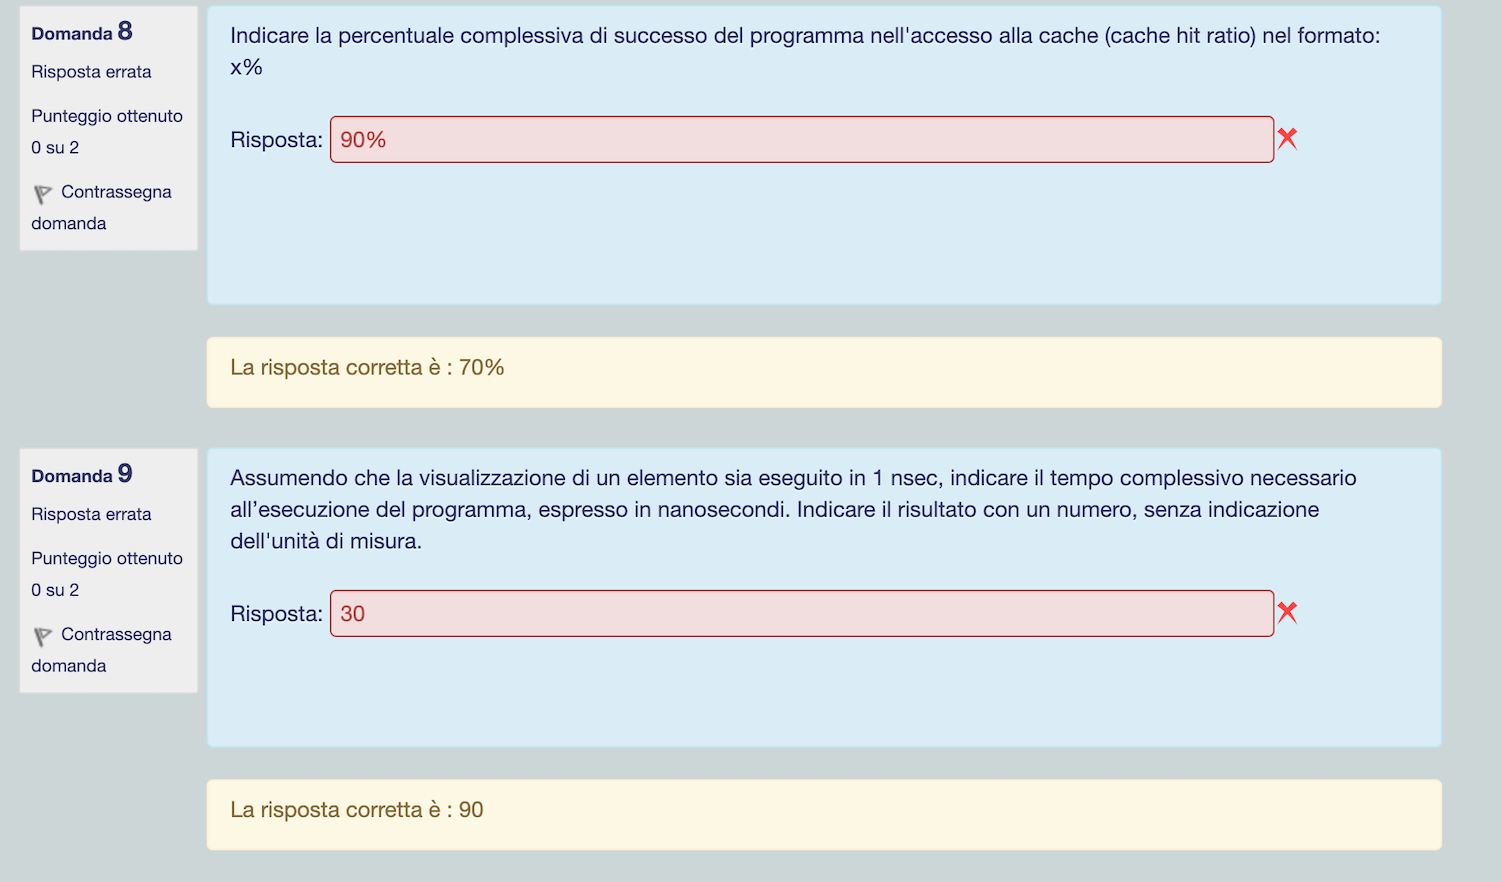 Domanda 8
Risposta errata
Punteggio ottenuto
0 su 2
Contrassegna
domanda
Indicare la percentuale complessiva di successo del programma nell'accesso alla cache (cache hit ratio) nel formato:
x%
Risposta: 90%
La risposta corretta è : 70%
Domanda 9
Risposta errata
Punteggio ottenuto
0 su 2
Contrassegna
domanda
Assumendo che la visualizzazione di un elemento sia eseguito in 1 nsec, indicare il tempo complessivo necessario
all’esecuzione del programma, espresso in nanosecondi. Indicare il risultato con un numero, senza indicazione
dell'unità di misura.
Risposta: 30
La risposta corretta è : 90